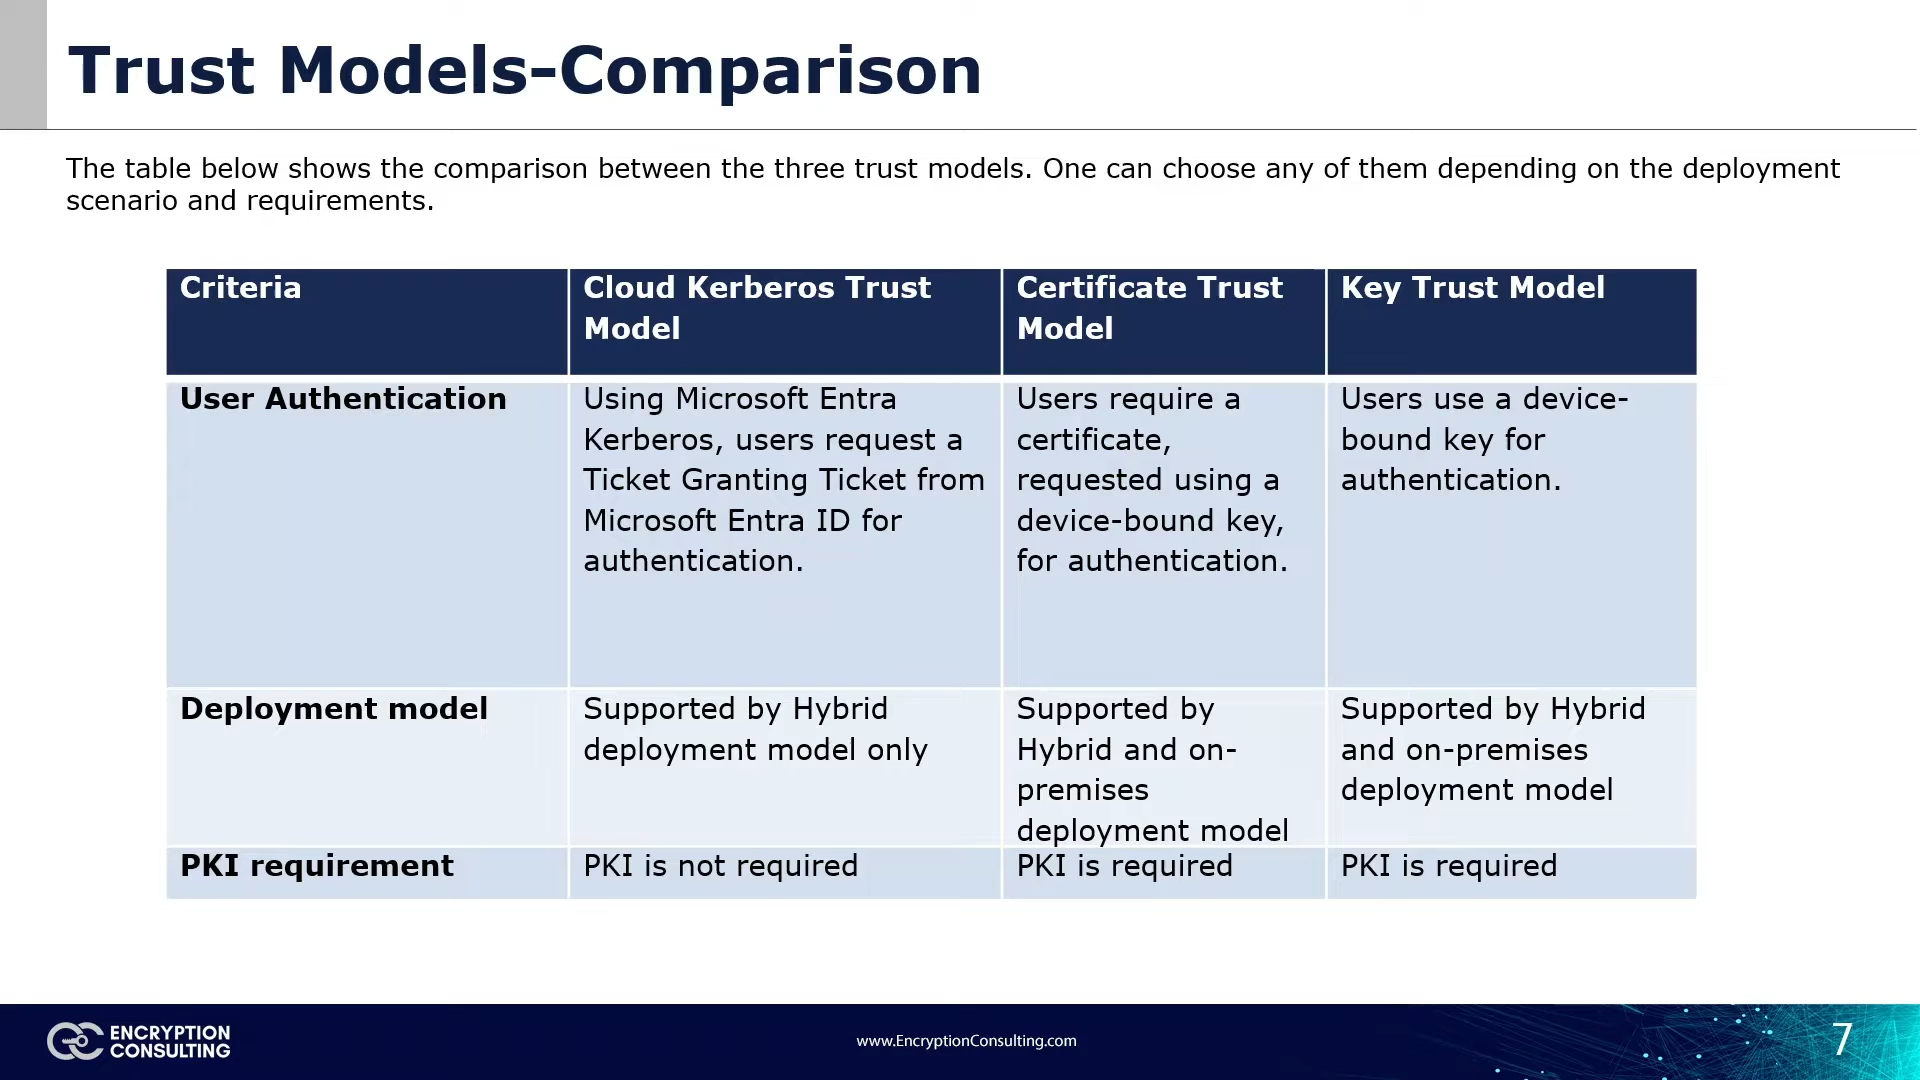 Trust Models-Comparison
The table below shows the comparison between the three trust models. One can choose any of them depending on the deployment
scenario and requirements.
Criteria
Cloud Kerberos Trust
Model
Certificate Trust
Model
Key Trust Model
User Authentication
Using Microsoft Entra
Kerberos, users request a
Ticket Granting Ticket from
Microsoft Entra ID for
authentication.
Users require a
certificate,
requested using a
device-bound key,
for authentication.
Users use a device-
bound key for
authentication.
Deployment model
Supported by Hybrid
deployment model only
Supported by
Hybrid and on-
premises
deployment model
Supported by Hybrid
and on-premises
deployment model
PKI requirement
PKI is not required
PKI is required
PKI is required
ENCRYPTION
CONSULTING
www.EncryptionConsulting.com
7